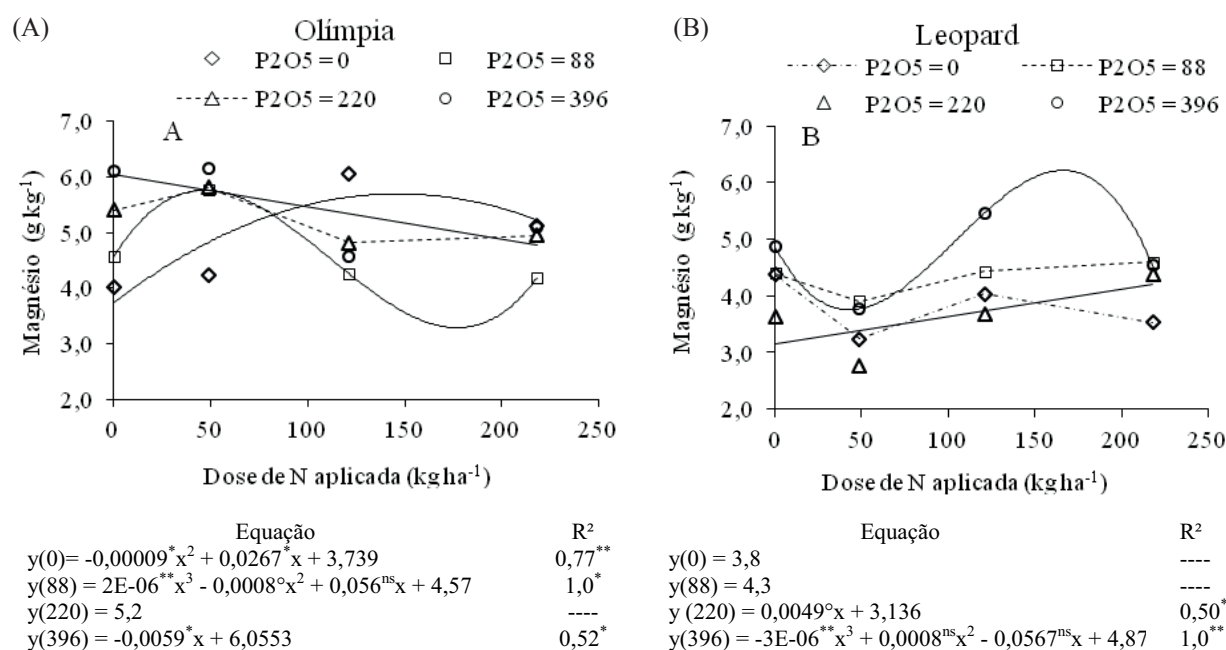 (A)
Olímpia
P2O5 = 0
P2O5 = 88
P2O5 = 220
P2O5 = 396
A
7,0
6,0
5,0
4,0
3,0
2,0
Magnésio (g kg-1)
0
50
100
150
200
250
Dose de N aplicada (kg ha-1)
Equação R²
y(0)= -0,00009*x² + 0,0267*x + 3,739 0,77**
y(88) = 2E-06**x³ - 0,0008°x² + 0,056nsx + 4,57 1,0*
y(220) = 5,2 ----
y(396) = -0,0059*x + 6,0553 0,52*
(B)
Leopard
P2O5 = 0
P2O5 = 88
P2O5 = 220
P2O5 = 396
B
7,0
6,0
5,0
4,0
3,0
2,0
Magnésio (g kg-1)
0
50
100
150
200
250
Dose de N aplicada (kg ha-1)
Equação R²
y(0) = 3,8 ----
y(88) = 4,3 ----
y (220) = 0,0049°x + 3,136 0,50*
y(396) = -3E-06**x³ + 0,0008nsx² - 0,0567nsx + 4,87 1,0**